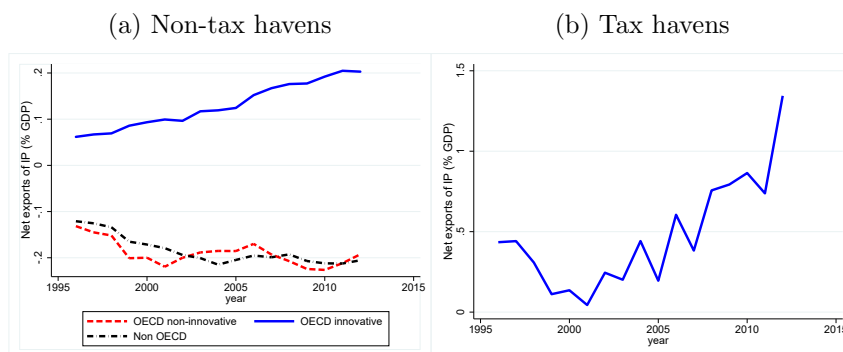 (a) Non-tax havens
Net exports of IP (% GDP)
.2
.1
0
-.1
-.2
1995 2000 2005 2010 2015
year
OECD non-innovative OECD innovative
Non OECD
(b) Tax havens
Net exports of IP (% GDP)
1.5
1
.5
0
1995 2000 2005 2010 2015
year